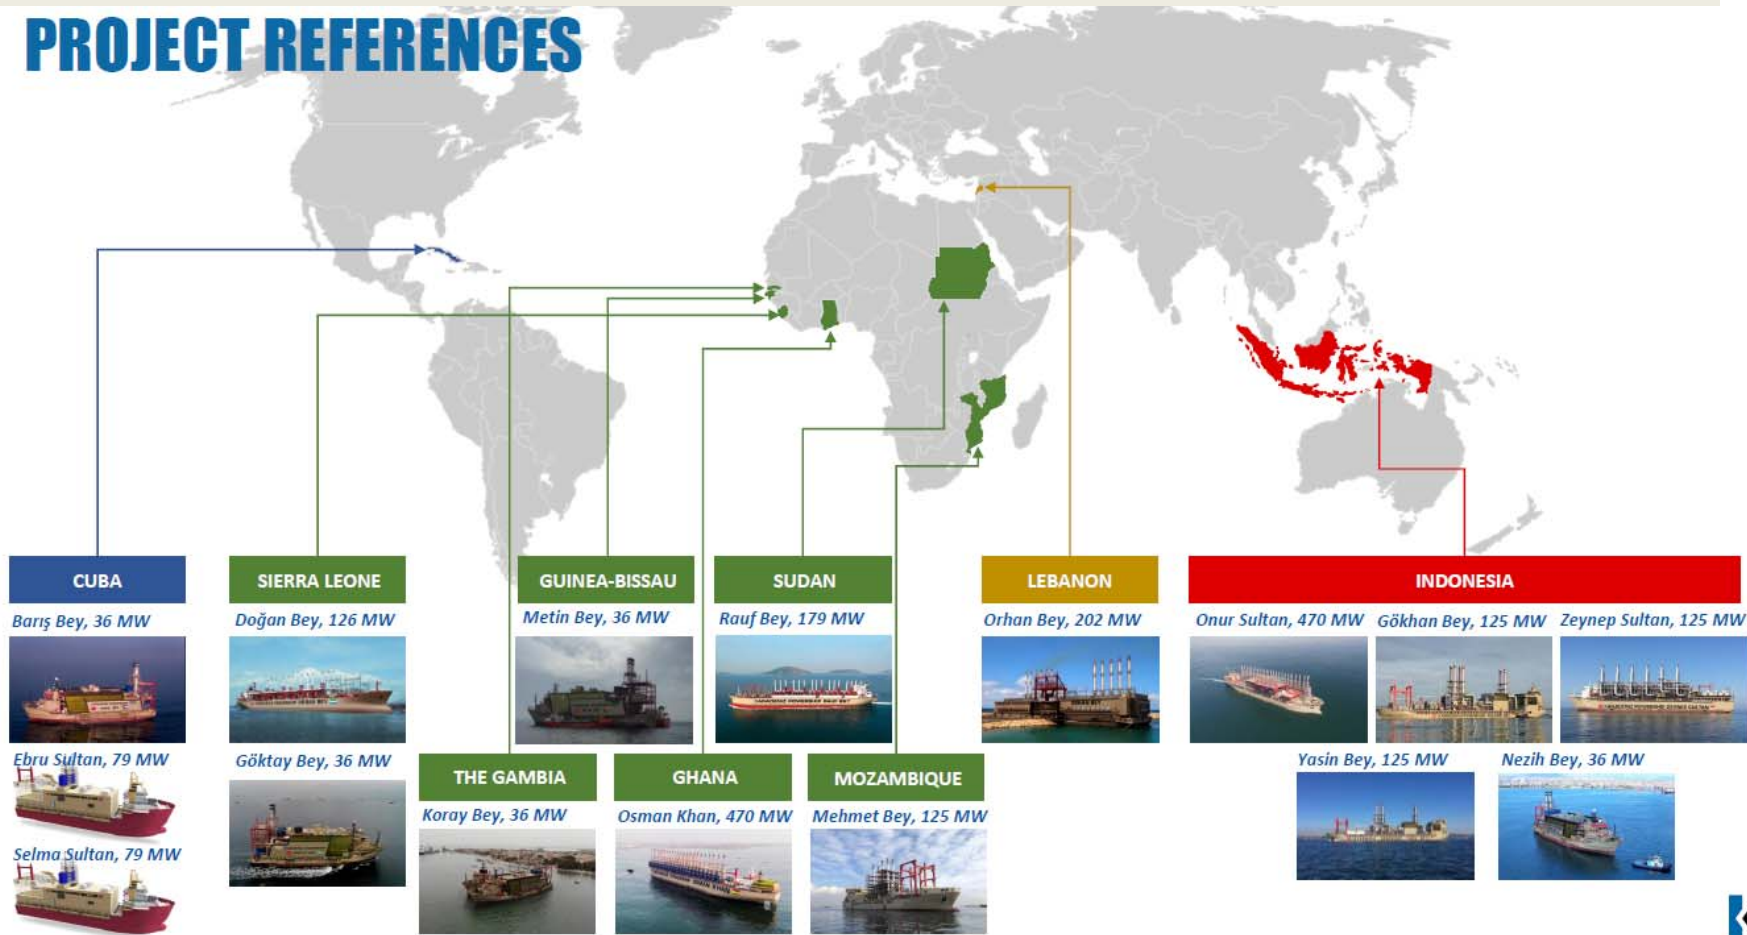 PROJECT REFERENCES
CUBA
Barış Bey, 36 MW
Ebru Sultan, 79 MW
Selma Sultan, 79 MW
SIERRA LEONE
Doğan Bey, 126 MW
Göktay Bey, 36 MW
THE GAMBIA
Koray Bey, 36 MW
GUINEA-BISSAU
Metin Bey, 36 MW
GHANA
Osman Khan, 470 MW
SUDAN
Rauf Bey, 179 MW
MOZAMBIQUE
Mehmet Bey, 125 MW
LEBANON
Orhan Bey, 202 MW
INDONESIA
Onur Sultan, 470 MW
Gökhan Bey, 125 MW
Zeynep Sultan, 125 MW
Yasin Bey, 125 MW
Nezih Bey, 36 MW